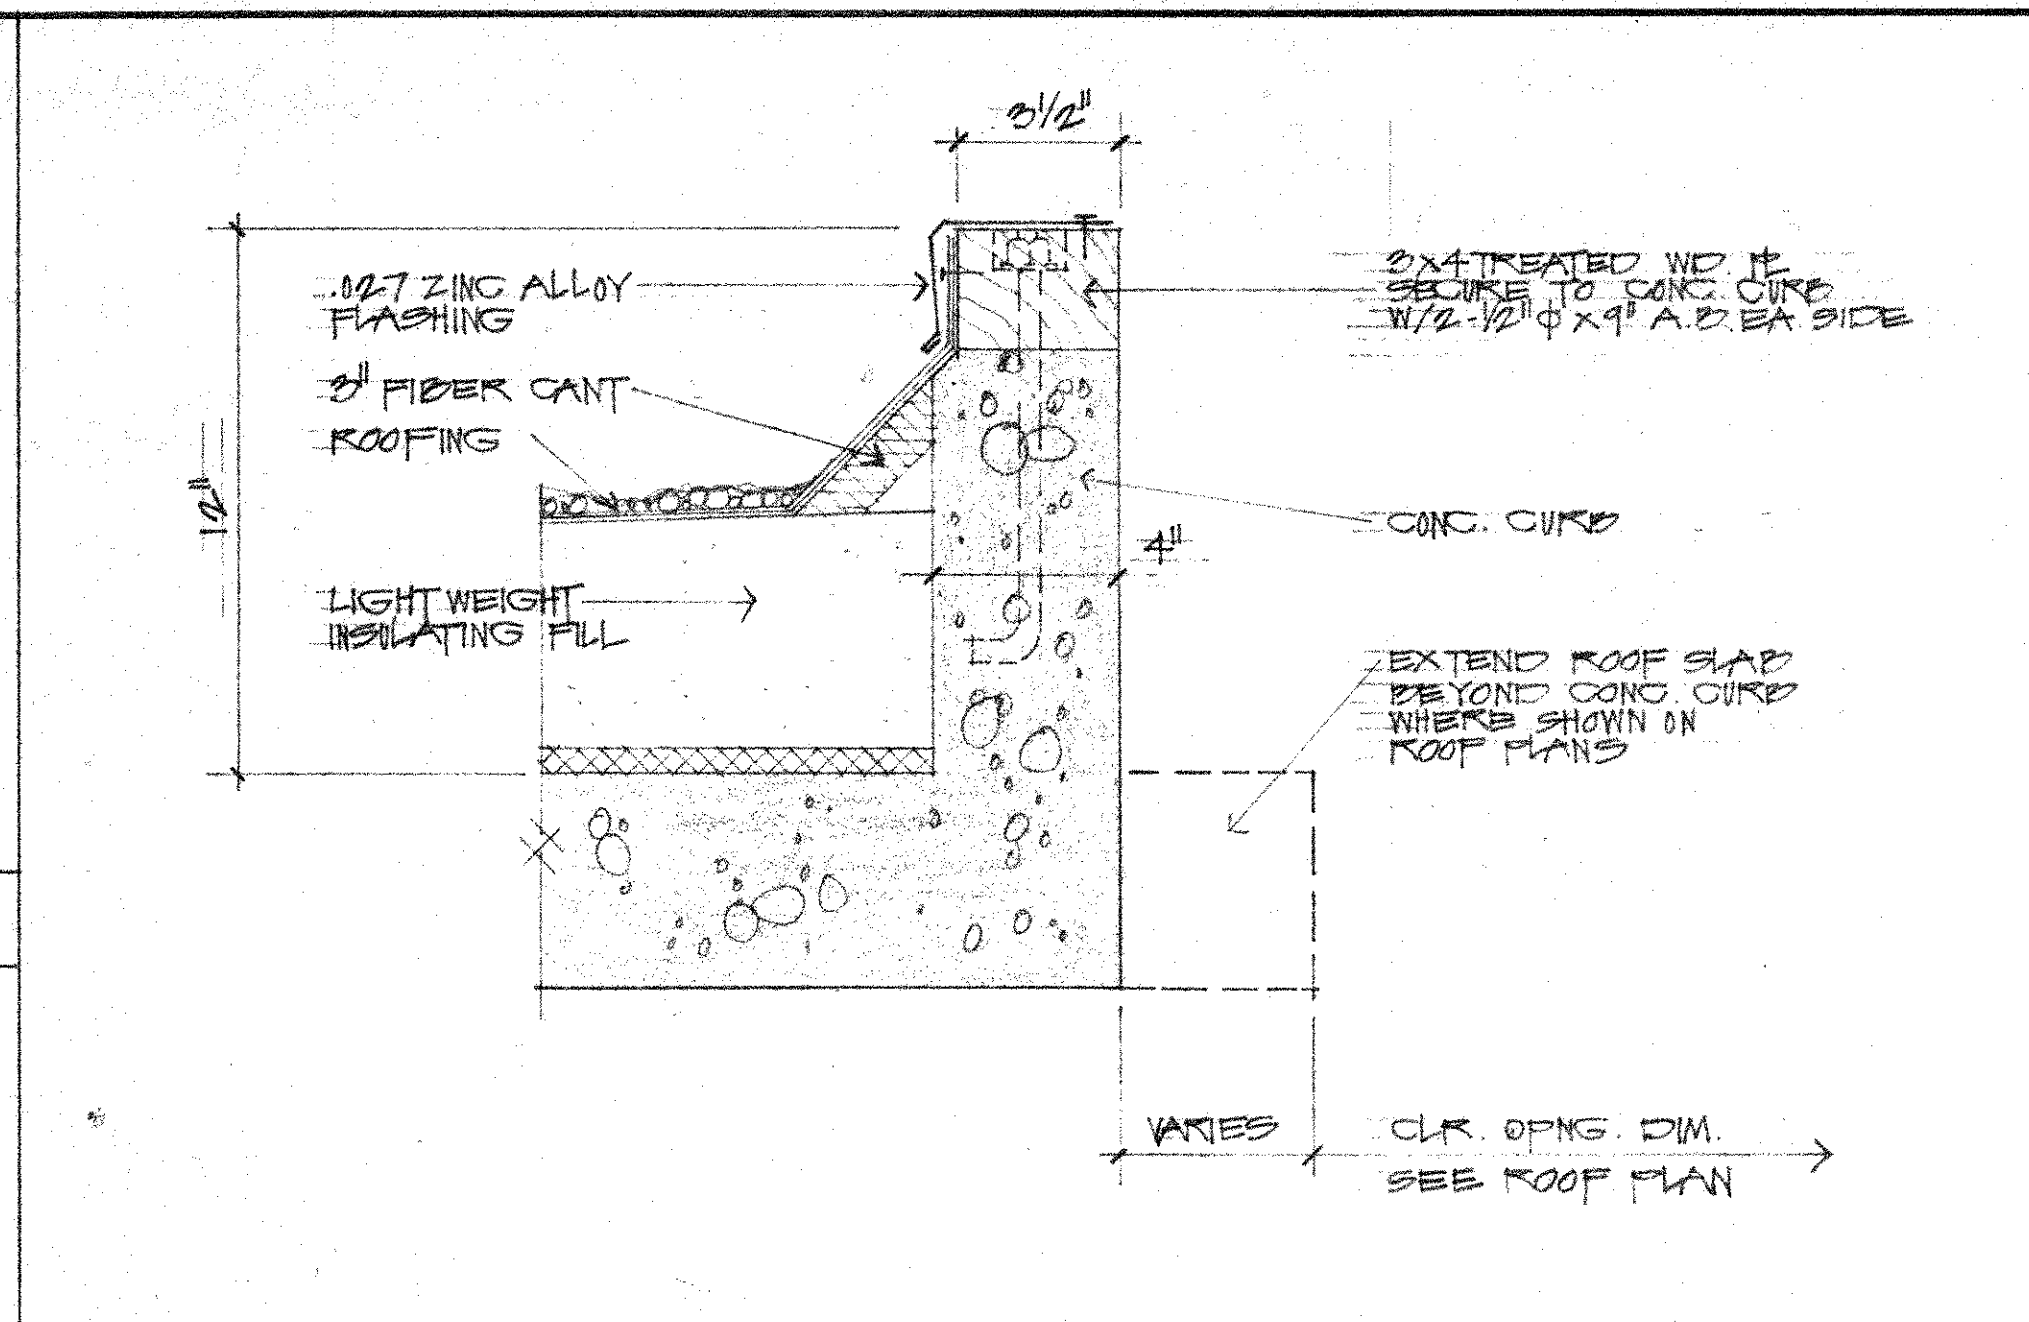 3 1/2"
.027 ZINC ALLOY
FLASHING
3" FIBER CANT
ROOFING
12"
LIGHT WEIGHT
INSULATING FILL
3X4 TREATED WD. PL
SECURE TO CONC. CURB
W/2-1/2" φ X 9" A.B. EA. SIDE
CONC. CURB
4"
EXTEND ROOF SLAB
BEYOND CONC. CURB
WHERE SHOWN ON
ROOF PLANS
VARIES
CLR. OPNG. DIM.
SEE ROOF PLAN